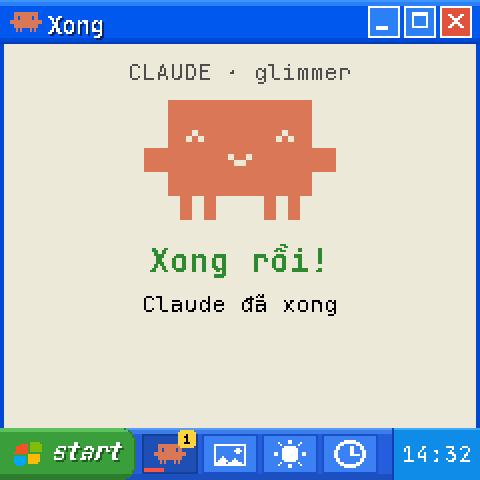 Xong
CLAUDE · glimmer
Xong rồi!
Claude đã xong
start
1
14:32